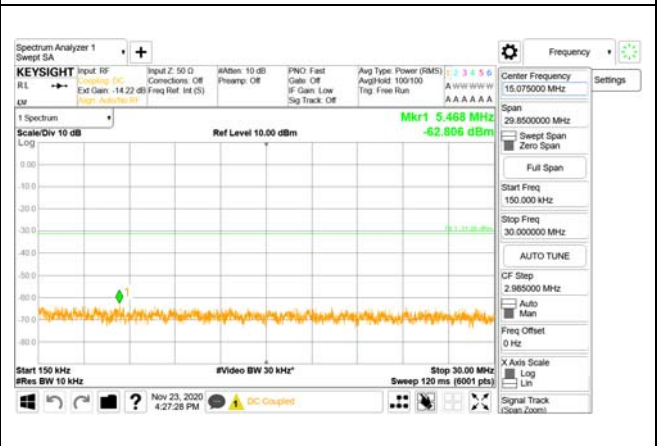 Spectrum Analyzer 1
Swept SA
+
Frequency
KEYSIGHT
RL
Input: RF
Coupling: DC
Ext Gain: -14.22 dB
Align: Auto/No RF
Input Z: 50 Ω
Corrections: Off
Freq Ref: Int (S)
#Atten: 10 dB
Preamp: Off
PNO: Fast
Gate: Off
IF Gain: Low
Sig Track: Off
Avg Type: Power (RMS)
Avg|Hold: 100/100
Trig: Free Run
1 2 3 4 5 6
A W W W W W
A A A A A A
1 Spectrum
Scale/Div 10 dB
Log
Ref Level 10.00 dBm
Mkr1 5.468 MHz
-62.806 dBm
0.00
-10.0
-20.0
-30.0
-40.0
-50.0
-60.0
-70.0
-80.0
1
Start 150 kHz
#Res BW 10 kHz
#Video BW 30 kHz*
Stop 30.00 MHz
Sweep 120 ms (6001 pts)
Nov 23, 2020
4:27:28 PM
DC Coupled
Center Frequency
15.075000 MHz
Settings
Span
29.8500000 MHz
Swept Span
Zero Span
Full Span
Start Freq
150.000 kHz
Stop Freq
30.000000 MHz
AUTO TUNE
CF Step
2.985000 MHz
Auto
Man
Freq Offset
0 Hz
X Axis Scale
Log
Lin
Signal Track
(Span Zoom)